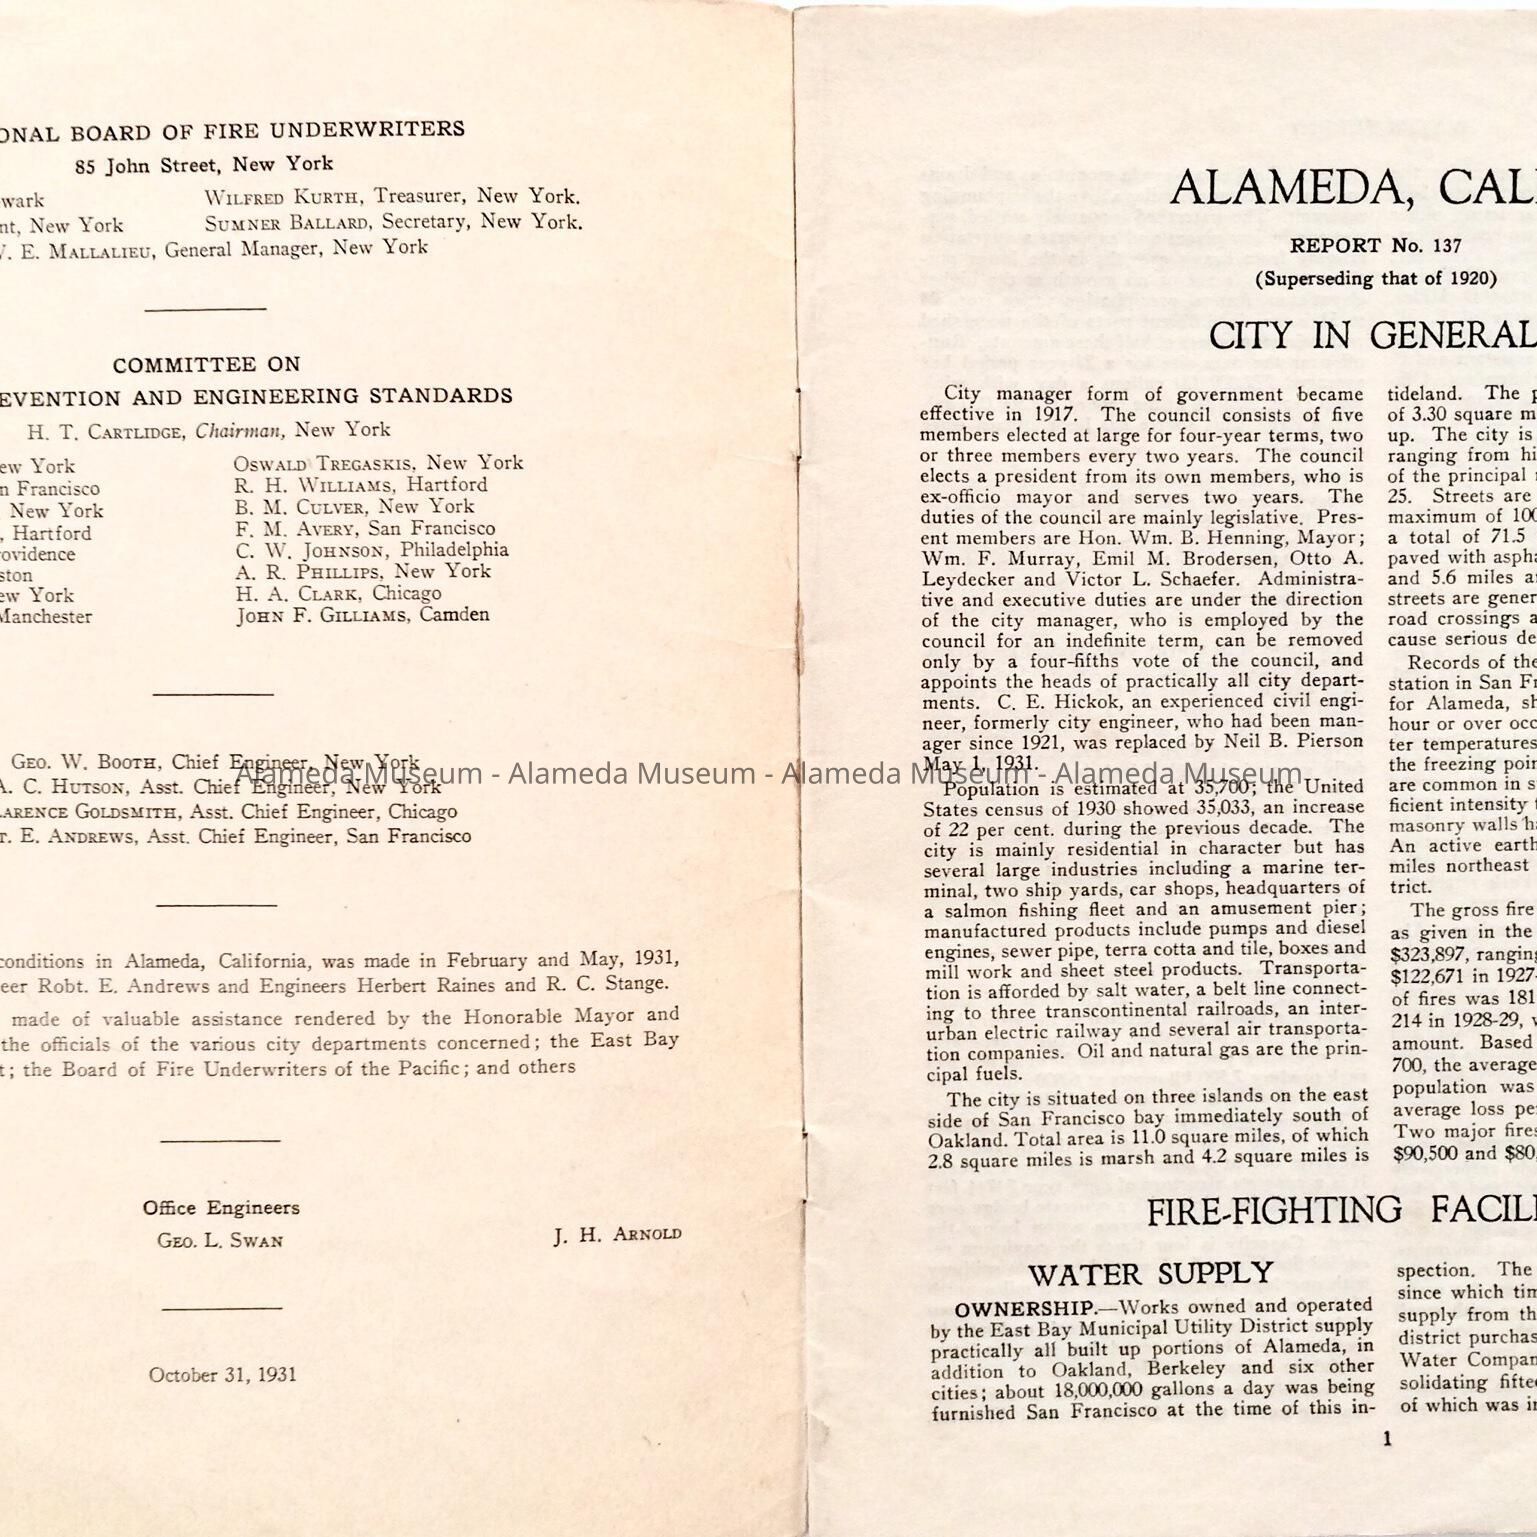 BOARD OF FIRE UNDERWRITERS
85 John Street, New York
WILFRED KURTH, Treasurer, New York.
New York SUMNER BALLARD, Secretary, New York.
E. MALLALIEU, General Manager, New York
COMMITTEE ON
AND ENGINEERING STANDARDS
H. T. CARTLIDGE, Chairman, New York
York OSWALD TREGASKIS, New York
Francisco R. H. WILLIAMS, Hartford
New York B. M. CULVER, New York
Hartford F. M. AVERY, San Francisco
C. W. JOHNSON, Philadelphia
A. R. PHILLIPS, New York
York H. A. CLARK, Chicago
Manchester JOHN F. GILLIAMS, Camden
GEO. W. BOOTH, Chief Engineer, New York
A. C. HUTSON, Asst. Chief Engineer, New York
GOLDSMITH, Asst. Chief Engineer, Chicago
E. ANDREWS, Asst. Chief Engineer, San Francisco
conditions in Alameda, California, was made in February and May, 1931,
Robt. E. Andrews and Engineers Herbert Raines and R. C. Stange.
made of valuable assistance rendered by the Honorable Mayor and
the officials of the various city departments concerned; the East Bay
; the Board of Fire Underwriters of the Pacific; and others
Office Engineers
GEO. L. SWAN J. H. ARNOLD
October 31, 1931
ALAMEDA,
REPORT No. 137
(Superseding that of 1920)
CITY IN GENERAL
City manager form of government became
effective in 1917. The council consists of five
members elected at large for four-year terms, two
or three members every two years. The council
elects a president from its own members, who is
ex-officio mayor and serves two years. The
duties of the council are mainly legislative. Pres-
ent members are Hon. Wm. B. Henning, Mayor;
Wm. F. Murray, Emil M. Brodersen, Otto A.
Leydecker and Victor L. Schaefer. Administra-
tive and executive duties are under the direction
of the city manager, who is employed by the
council for an indefinite term, can be removed
only by a four-fifths vote of the council, and
appoints the heads of practically all city depart-
ments. C. E. Hickok, an experienced civil engi-
neer, formerly city engineer, who had been man-
ager since 1921, was replaced by Neil B. Pierson
May 1, 1931.
Population is estimated at 35,700; the United
States census of 1930 showed 35,033, an increase
of 22 per cent. during the previous decade. The
city is mainly residential in character but has
several large industries including a marine ter-
minal, two ship yards, car shops, headquarters of
a salmon fishing fleet and an amusement pier;
manufactured products include pumps and diesel
engines, sewer pipe, terra cotta and tile, boxes and
mill work and sheet steel products. Transporta-
tion is afforded by salt water, a belt line connect-
ing to three transcontinental railroads, an inter-
urban electric railway and several air transporta-
tion companies. Oil and natural gas are the prin-
cipal fuels.
The city is situated on three islands on the east
side of San Francisco bay immediately south of
Oakland. Total area is 11.0 square miles, of which
2.8 square miles is marsh and 4.2 square miles is
tideland. The
of 3.30 square
up. The city is
ranging from
of the principal
25. Streets are
maximum of
a total of 71.5
paved with
and 5.6 miles
streets are
road crossings
cause serious
Records of the
station in San
for Alameda,
hour or over
ter temperatures
the freezing
are common in
ficient intensity
masonry walls
An active
miles northeast
trict.
The gross fire
as given in the
$323,897,
$122,671 in
of fires was 181
214 in 1928-29,
amount. Based
700, the average
population was
average loss
Two major fires
$90,500 and
FIRE-FIGHTING
WATER SUPPLY
OWNERSHIP.—Works owned and operated
by the East Bay Municipal Utility District supply
practically all built up portions of Alameda, in
addition to Oakland, Berkeley and six other
cities; about 18,000,000 gallons a day was being
furnished San Francisco at the time of this in-
spection. The
since which
supply from
district
Water
solidating
of which was
1
Alameda Museum - Alameda Museum - Alameda Museum - Alameda Museum